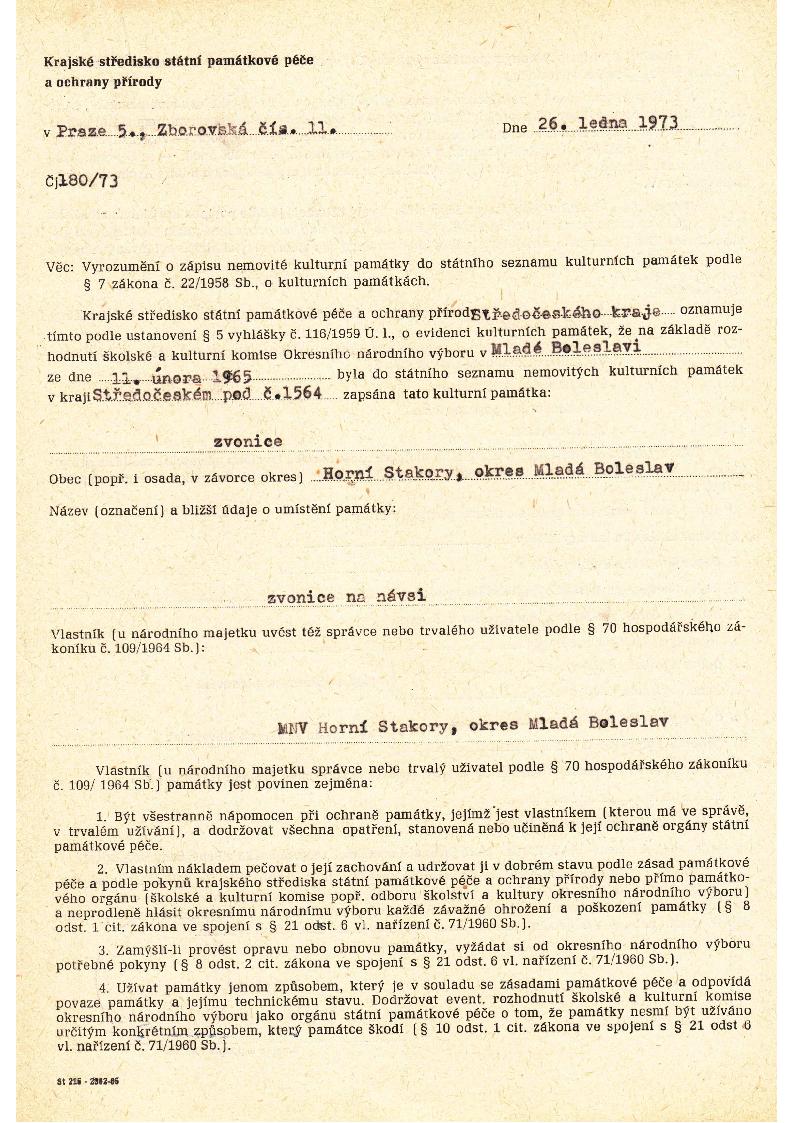 Krajské středisko státní památkové péče
a ochrany přírody
v Praze 5., Zborovská čís. 11. Dne 26. ledna 1973
Čj180/73
Věc: Vyrozumění o zápisu nemovité kulturní památky do státního seznamu kulturních památek podle
§ 7 zákona č. 22/1958 Sb., o kulturních památkách.
Krajské středisko státní památkové péče a ochrany přírodStředočeského kraje oznamuje
tímto podle ustanovení § 5 vyhlášky č. 116/1959 Ú. l., o evidenci kulturních památek, že na základě roz-
hodnutí školské a kulturní komise Okresního národního výboru v Mladé Boleslavi
ze dne 11. února 1965 byla do státního seznamu nemovitých kulturních památek
v krajiStředočeském pod č.1564 zapsána tato kulturní památka:
zvonice
Obec (popř. i osada, v závorce okres) Horní Stakory, okres Mladá Boleslav
Název (označení) a bližší údaje o umístění památky:
zvonice na návsi
Vlastník (u národního majetku uvést též správce nebo trvalého uživatele podle § 70 hospodářského zá-
koníku č. 109/1964 Sb.):
MNV Horní Stakory, okres Mladá Boleslav
Vlastník (u národního majetku správce nebo trvalý uživatel podle § 70 hospodářského zákoníku
č. 109/ 1964 Sb.) památky jest povinen zejména:
1. Být všestranně nápomocen při ochraně památky, jejímž jest vlastníkem (kterou má ve správě,
v trvalém užívání), a dodržovat všechna opatření, stanovená nebo učiněná k její ochraně orgány státní
památkové péče.
2. Vlastním nákladem pečovat o její zachování a udržovat ji v dobrém stavu podle zásad památkové
péče a podle pokynů krajského střediska státní památkové péče a ochrany přírody nebo přímo památko-
vého orgánu (školské a kulturní komise popř. odboru školství a kultury okresního národního výboru)
a neprodleně hlásit okresnímu národnímu výboru každé závažné ohrožení a poškození památky (§ 8
odst. 1 cit. zákona ve spojení s § 21 odst. 6 vl. nařízení č. 71/1960 Sb.).
3. Zamýšlí-li provést opravu nebo obnovu památky, vyžádat si od okresního národního výboru
potřebné pokyny (§ 8 odst. 2 cit. zákona ve spojení s § 21 odst. 6 vl. nařízení č. 71/1960 Sb.).
4. Užívat památky jenom způsobem, který je v souladu se zásadami památkové péče a odpovídá
povaze památky a jejímu technickému stavu. Dodržovat event. rozhodnutí školské a kulturní komise
okresního národního výboru jako orgánu státní památkové péče o tom, že památky nesmí být užíváno
určitým konkrétním způsobem, který památce škodí (§ 10 odst. 1 cit. zákona ve spojení s § 21 odst 6
vl. nařízení č. 71/1960 Sb.).